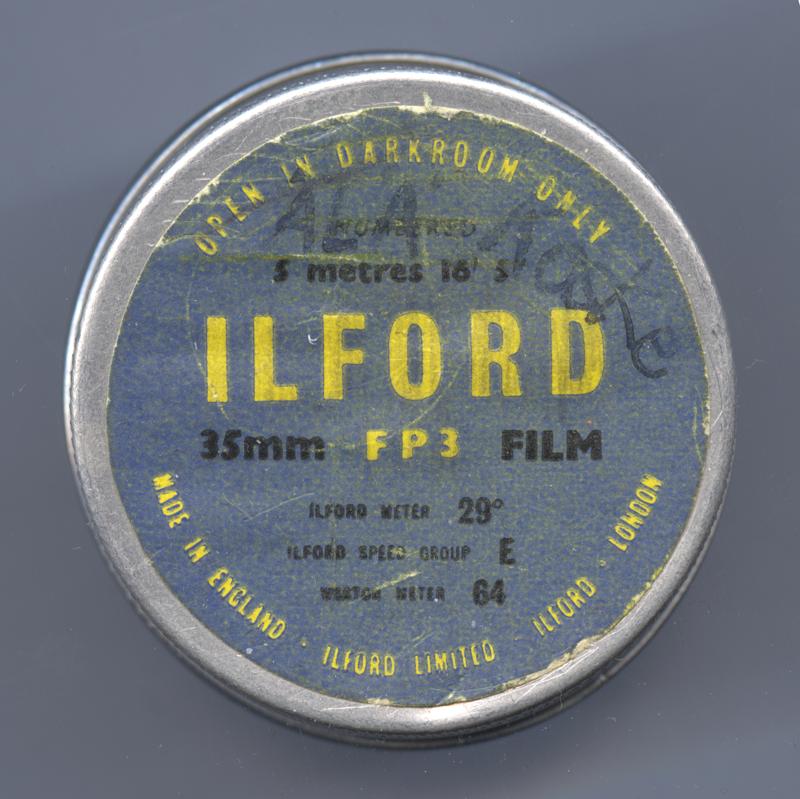 OPEN IN DARKROOM ONLY
NUMBERED
5 metres 16' 5"
ILFORD
35mm FP3 FILM
ILFORD METER 29°
ILFORD SPEED GROUP E
WESTON METER 64
MADE IN ENGLAND · ILFORD LIMITED · ILFORD · LONDON